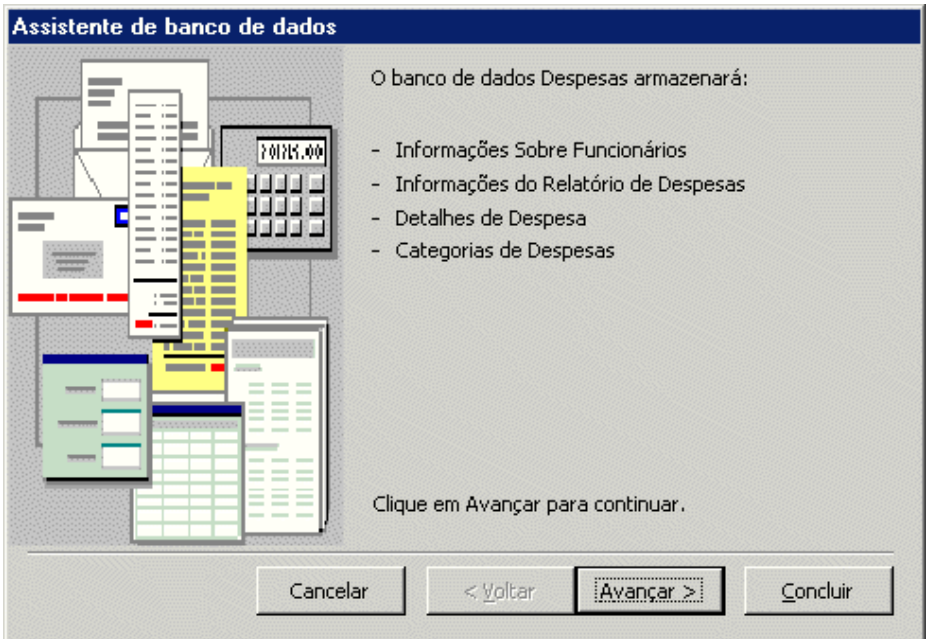 Assistente de banco de dados
O banco de dados Despesas armazenará:
- Informações Sobre Funcionários
- Informações do Relatório de Despesas
- Detalhes de Despesa
- Categorias de Despesas
Clique em Avançar para continuar.
Cancelar
< Voltar
Avançar >
Concluir